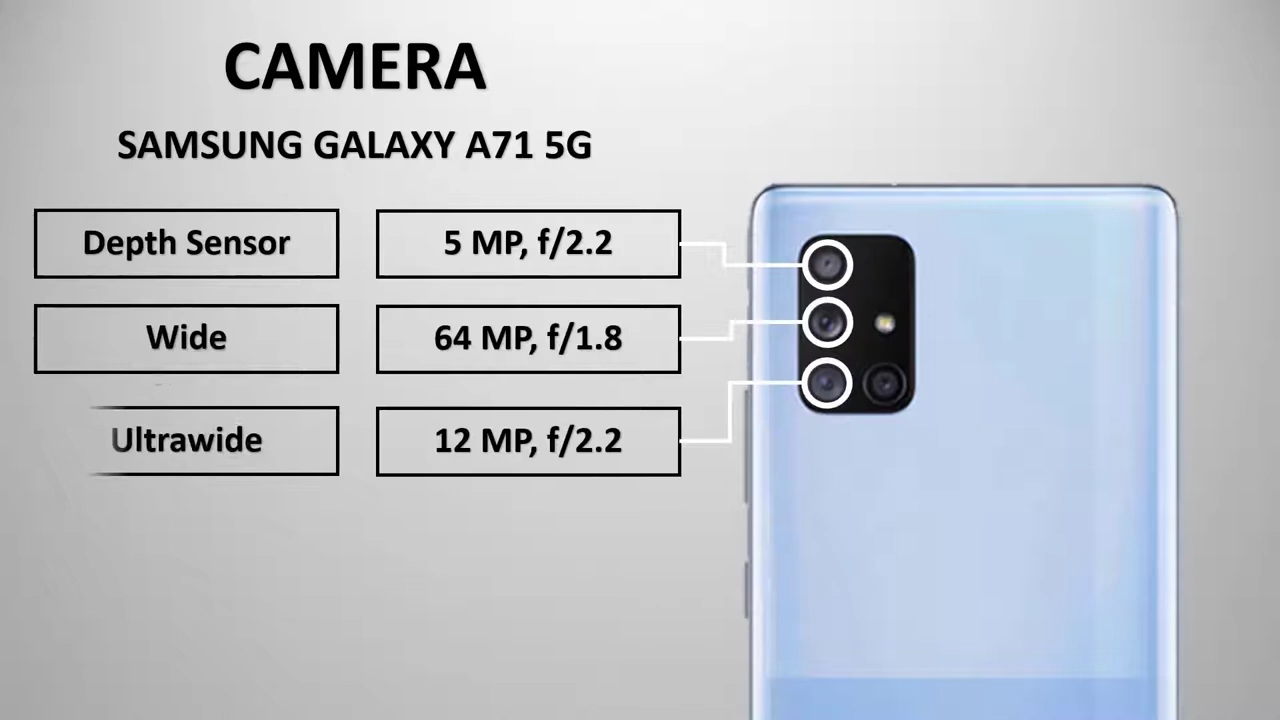 CAMERA
SAMSUNG GALAXY A71 5G
Depth Sensor 5 MP, f/2.2
Wide 64 MP, f/1.8
Ultrawide 12 MP, f/2.2